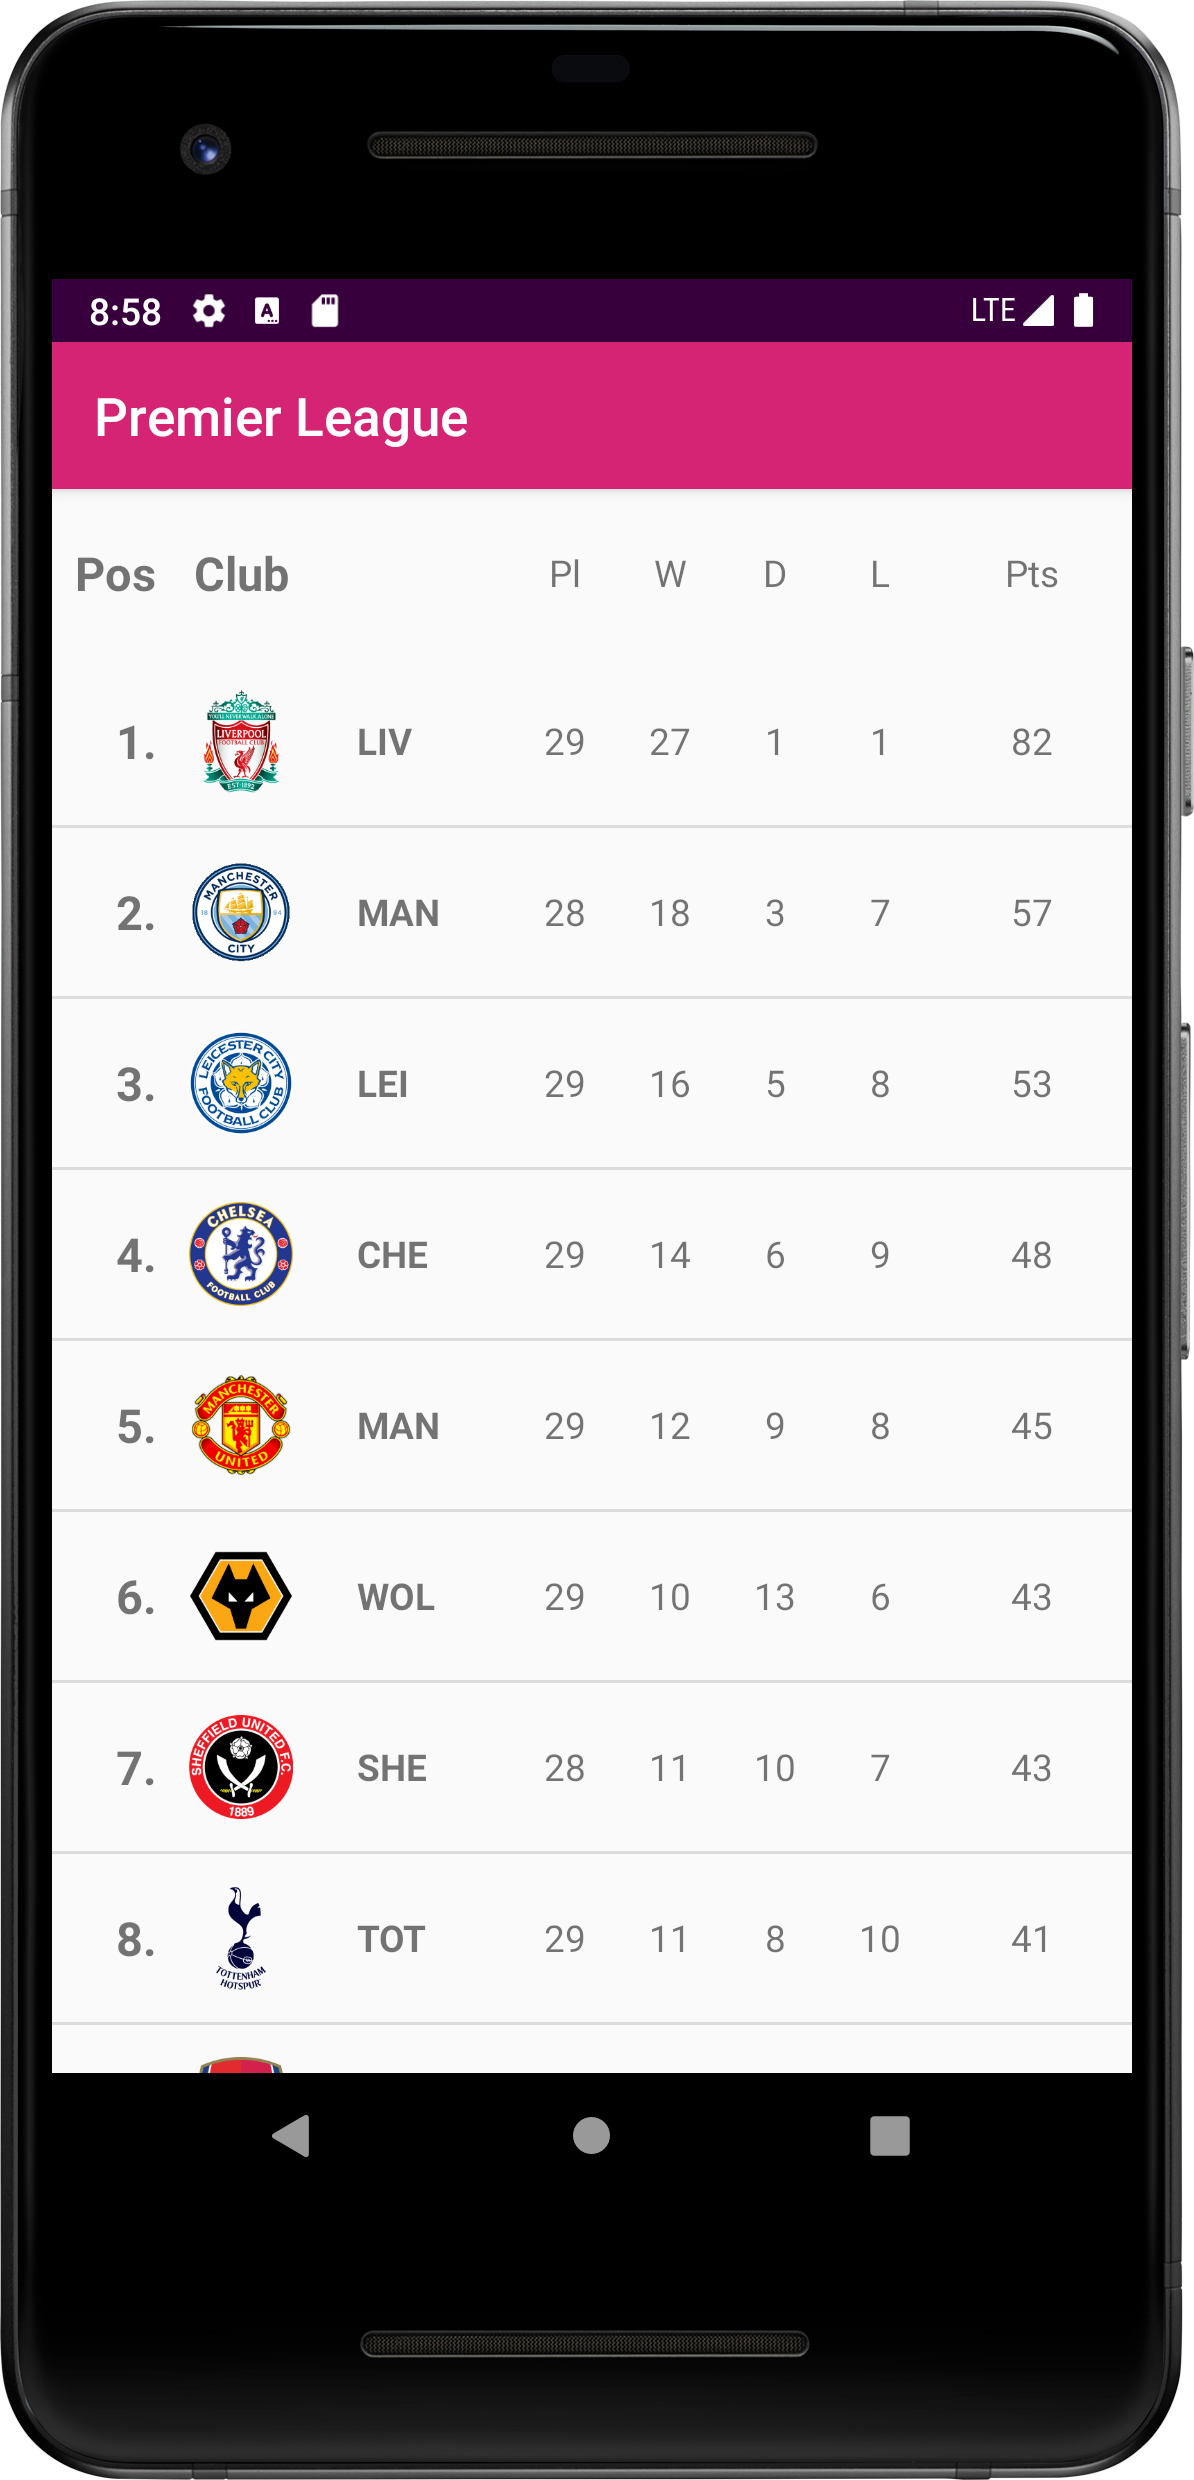 8:58 A LTE
Premier League
Pos Club Pl W D L Pts
YOU'LL NEVER WALK ALONE
LIVERPOOL
FOOTBALL CLUB
EST·1892
1. LIV 29 27 1 1 82
MANCHESTER
18 94
CITY
2. MAN 28 18 3 7 57
LEICESTER CITY
FOOTBALL CLUB
3. LEI 29 16 5 8 53
CHELSEA
FOOTBALL CLUB
4. CHE 29 14 6 9 48
MANCHESTER
UNITED
5. MAN 29 12 9 8 45
6. WOL 29 10 13 6 43
SHEFFIELD UNITED F.C.
1889
7. SHE 28 11 10 7 43
8. TOT 29 11 8 10 41
TOTTENHAM
HOTSPUR